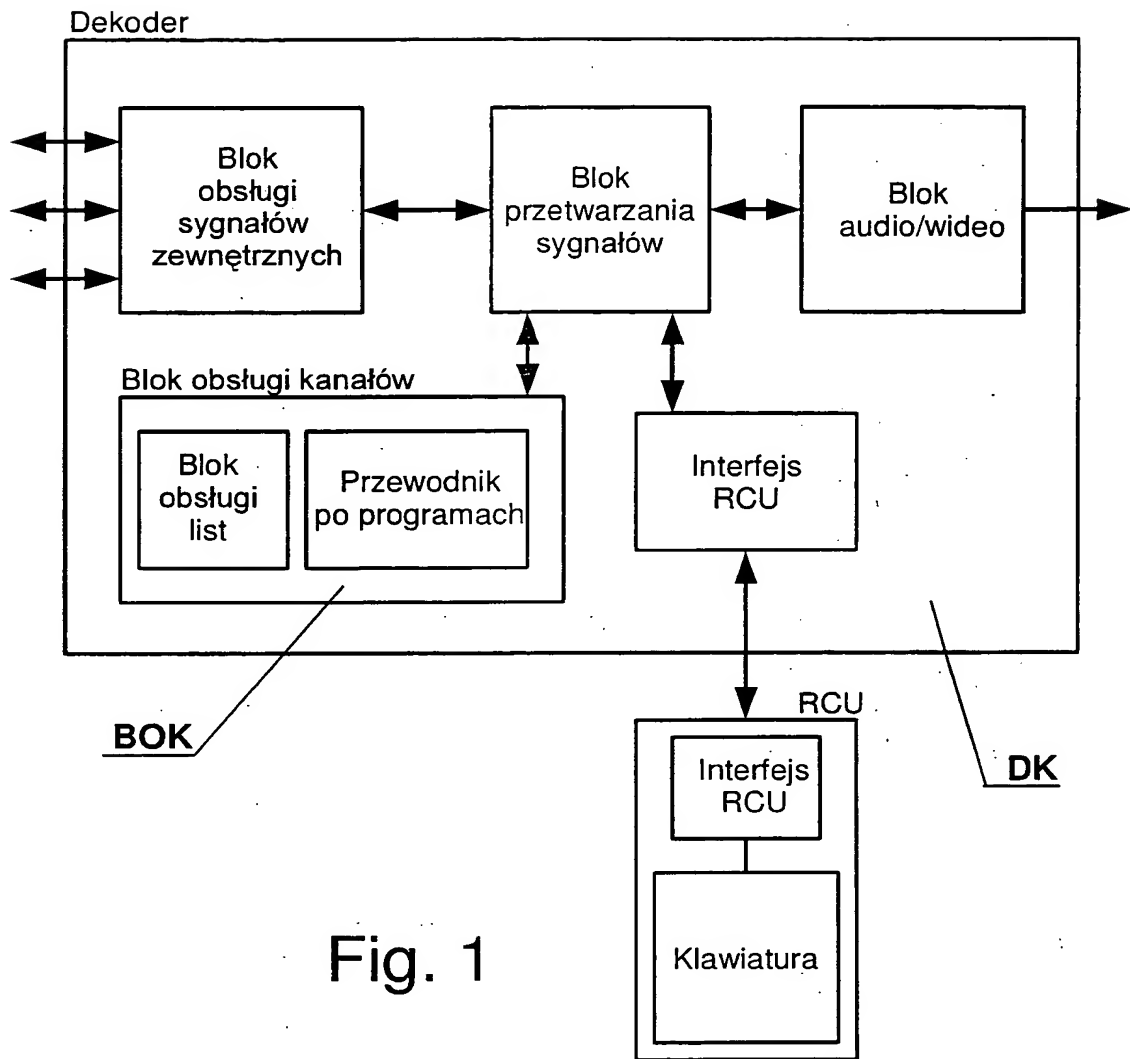 Dekoder
Blok
obsługi
sygnałów
zewnętrznych
Blok
przetwarzania
sygnałów
Blok
audio/wideo
Blok obsługi kanałów
Blok
obsługi
list
Przewodnik
po programach
Interfejs
RCU
BOK
RCU
DK
Interfejs
RCU
Klawiatura
Fig. 1